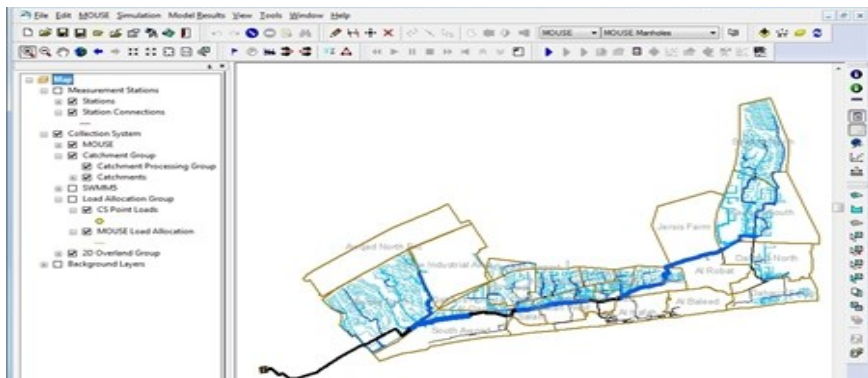 File Edit MOUSE Simulation Model Results View Tools Window Help
MOUSE MOUSE Manholes
Map
Measurement Stations
Stations
Station Connections
Collection System
MOUSE
Catchment Group
Catchment Processing Group
Catchments
SWMM5
Load Allocation Group
CS Point Loads
MOUSE Load Allocation
2D Overland Group
Background Layers
Jersis Farm
Al Robat
North
Al Baleed
South